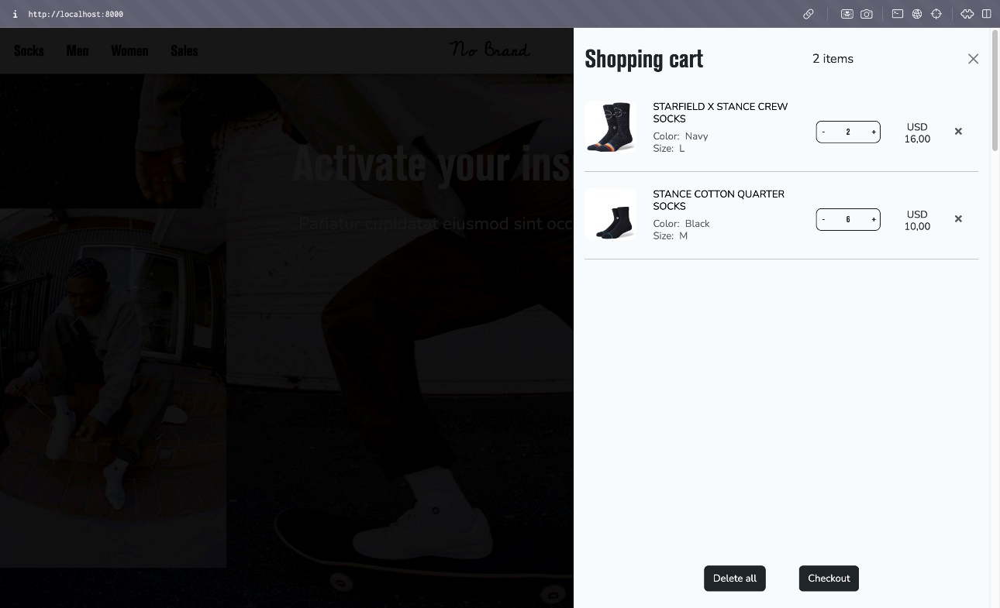 http://localhost:8000
Socks Men Women Sales
No Brand
Activate your insp
Pariatur cupidatat eiusmod sint occ
Shopping cart
2 items
STARFIELD X STANCE CREW
SOCKS
Color: Navy
Size: L
- 2 +
USD
16,00
STANCE COTTON QUARTER
SOCKS
Color: Black
Size: M
- 6 +
USD
10,00
Delete all
Checkout